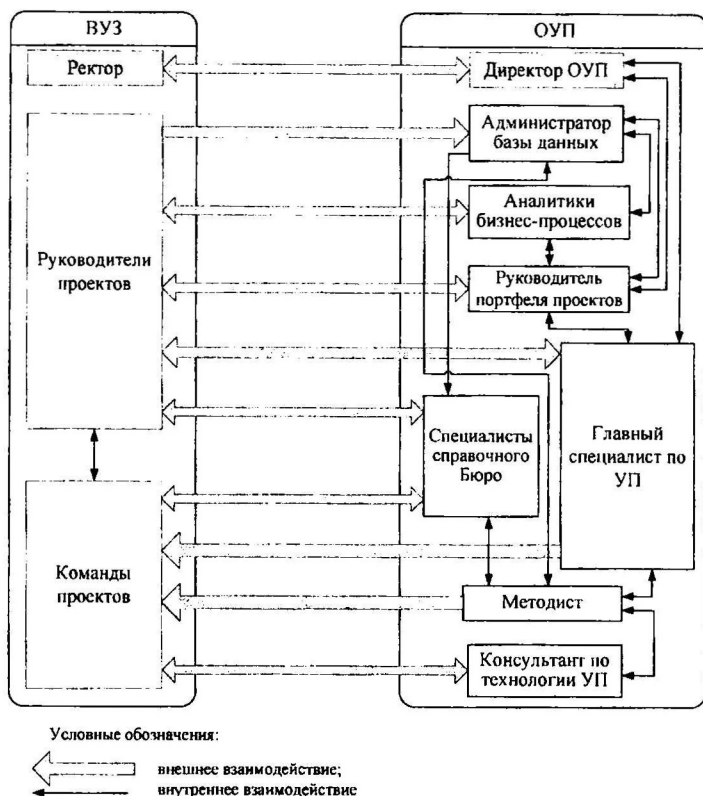 ВУЗ
ОУП
Ректор
Директор ОУП
Администратор
базы данных
Аналитики
бизнес-процессов
Руководители
проектов
Руководитель
портфеля проектов
Специалисты
справочного
Бюро
Главный
специалист по
УП
Команды
проектов
Методист
Консультант по
технологии УП
Условные обозначения:
внешнее взаимодействие;
внутреннее взаимодействие